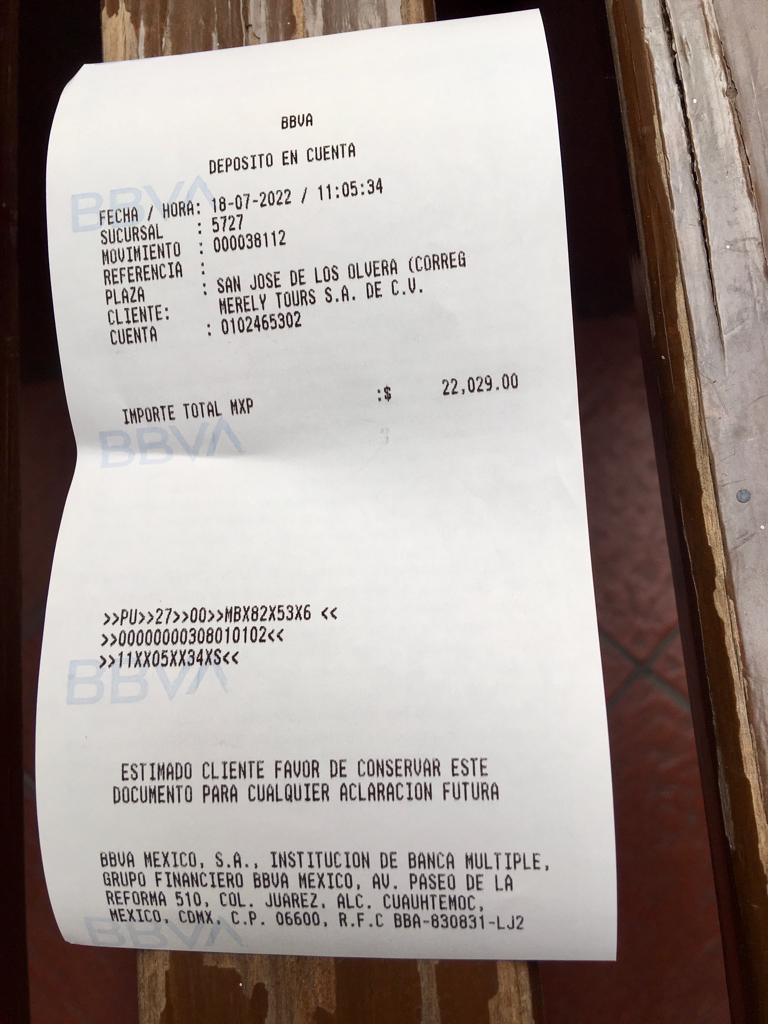 BBVA
DEPOSITO EN CUENTA
BBVA
FECHA / HORA: 18-07-2022 / 11:05:34
SUCURSAL : 5727
MOVIMIENTO : 000038112
REFERENCIA :
PLAZA : SAN JOSE DE LOS OLVERA (CORREG
CLIENTE: MERELY TOURS S.A. DE C.V.
CUENTA : 0102465302
IMPORTE TOTAL MXP :$ 22,029.00
BBVA
>>PU>>27>>00>>MBX82X53X6 <<
>>00000000308010102<<
>>11XX05XX34XS<<
BBVA
ESTIMADO CLIENTE FAVOR DE CONSERVAR ESTE
DOCUMENTO PARA CUALQUIER ACLARACION FUTURA
BBVA MEXICO, S.A., INSTITUCION DE BANCA MULTIPLE,
GRUPO FINANCIERO BBVA MEXICO, AV. PASEO DE LA
REFORMA 510, COL. JUAREZ, ALC. CUAUHTEMOC,
MEXICO, CDMX, C.P. 06600, R.F.C BBA-830831-LJ2
BBVA